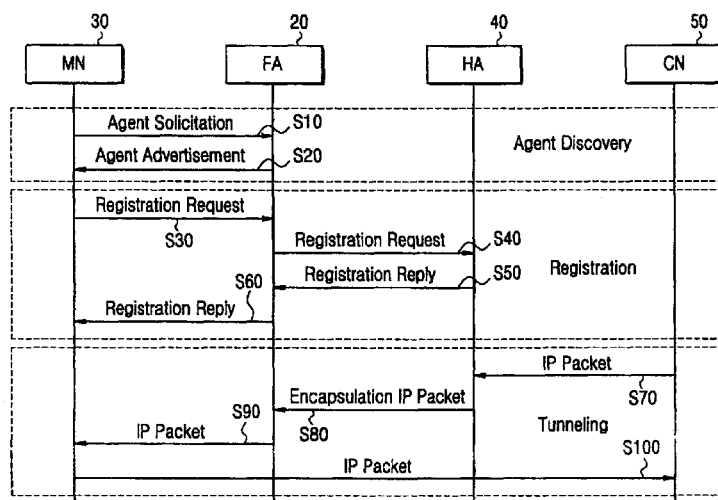 30
20
40
50
MN
FA
HA
CN
Agent Solicitation
S10
Agent Advertisement
S20
Agent Discovery
Registration Request
S30
Registration Request
S40
Registration Reply
S50
Registration
S60
Registration Reply
IP Packet
S70
Encapsulation IP Packet
S80
S90
IP Packet
Tunneling
S100
IP Packet